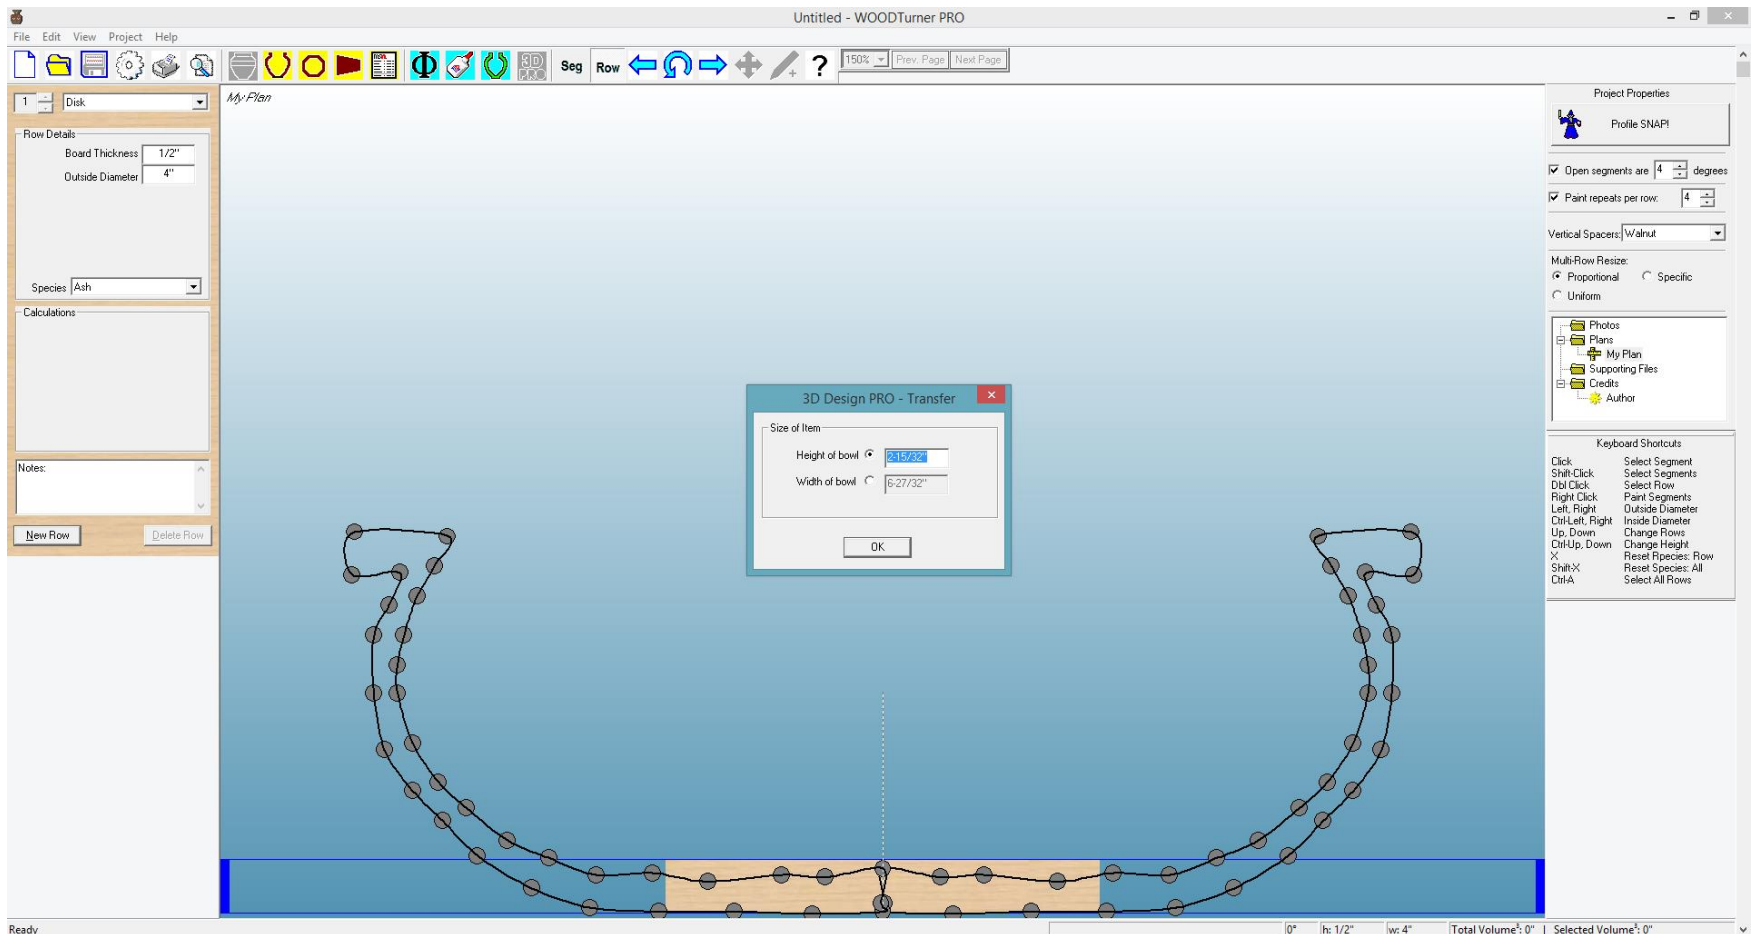 Untitled - WOODTurner PRO
File Edit View Project Help
Seg Row ? 150% Prev. Page Next Page
3D PRO
1 Disk
Row Details
Board Thickness 1/2"
Outside Diameter 4"
Species Ash
Calculations
Notes:
New Row Delete Row
My Plan
3D Design PRO - Transfer
Size of Item
Height of bowl 2-15/32"
Width of bowl 6-27/32"
OK
Project Properties
Profile SNAP!
Open segments are 4 degrees
Paint repeats per row: 4
Vertical Spacers: Walnut
Multi-Row Resize:
Proportional Specific
Uniform
Photos
Plans
My Plan
Supporting Files
Credits
Author
Keyboard Shortcuts
Click Select Segment
Shift-Click Select Segments
Dbl Click Select Row
Right Click Paint Segments
Left, Right Outside Diameter
Ctrl-Left, Right Inside Diameter
Up, Down Change Rows
Ctrl-Up, Down Change Height
X Reset Rpecies: Row
Shift-X Reset Species: All
Ctrl-A Select All Rows
Ready 0° h: 1/2" w: 4" Total Volume³: 0" | Selected Volume³: 0"